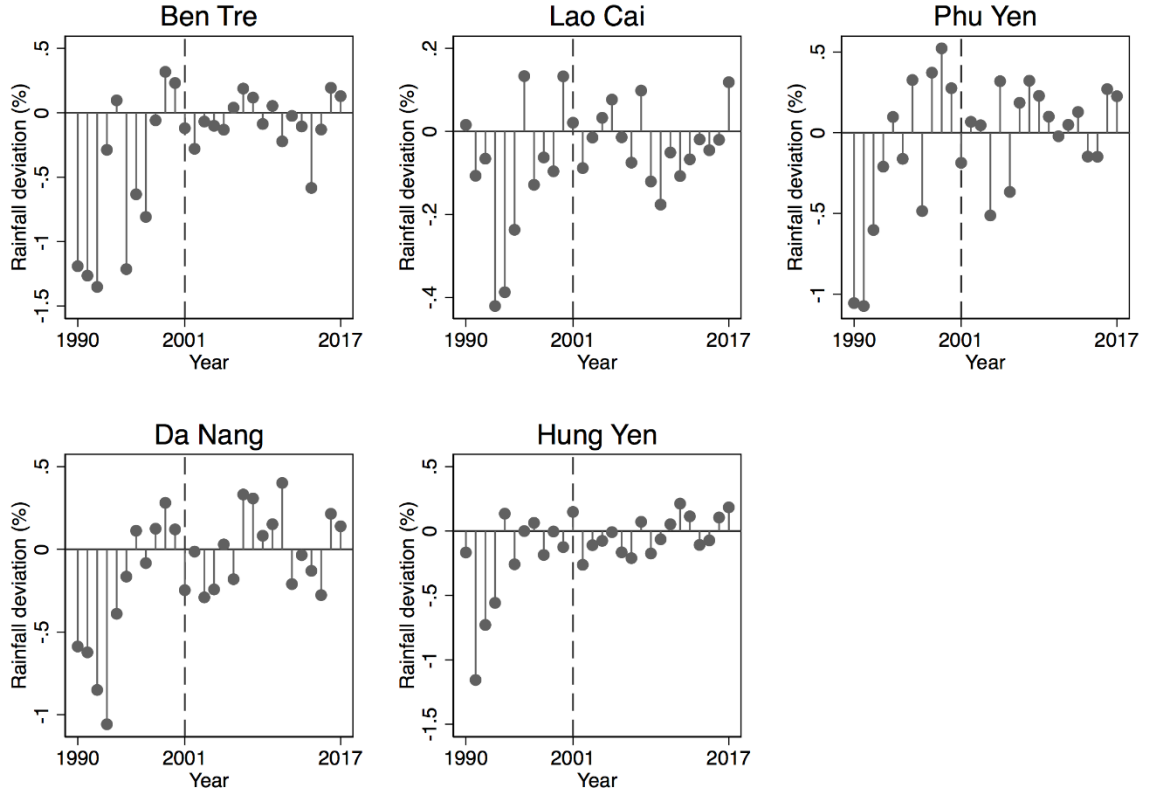 Ben Tre
Rainfall deviation (%)
.5
0
-.5
-1
-1.5
1990
2001
2017
Year
Lao Cai
Rainfall deviation (%)
0.2
0
-.2
-.4
1990
2001
2017
Year
Phu Yen
Rainfall deviation (%)
.5
0
-.5
-1
1990
2001
2017
Year
Da Nang
Rainfall deviation (%)
.5
0
-.5
-1
1990
2001
2017
Year
Hung Yen
Rainfall deviation (%)
.5
0
-.5
-1
-1.5
1990
2001
2017
Year